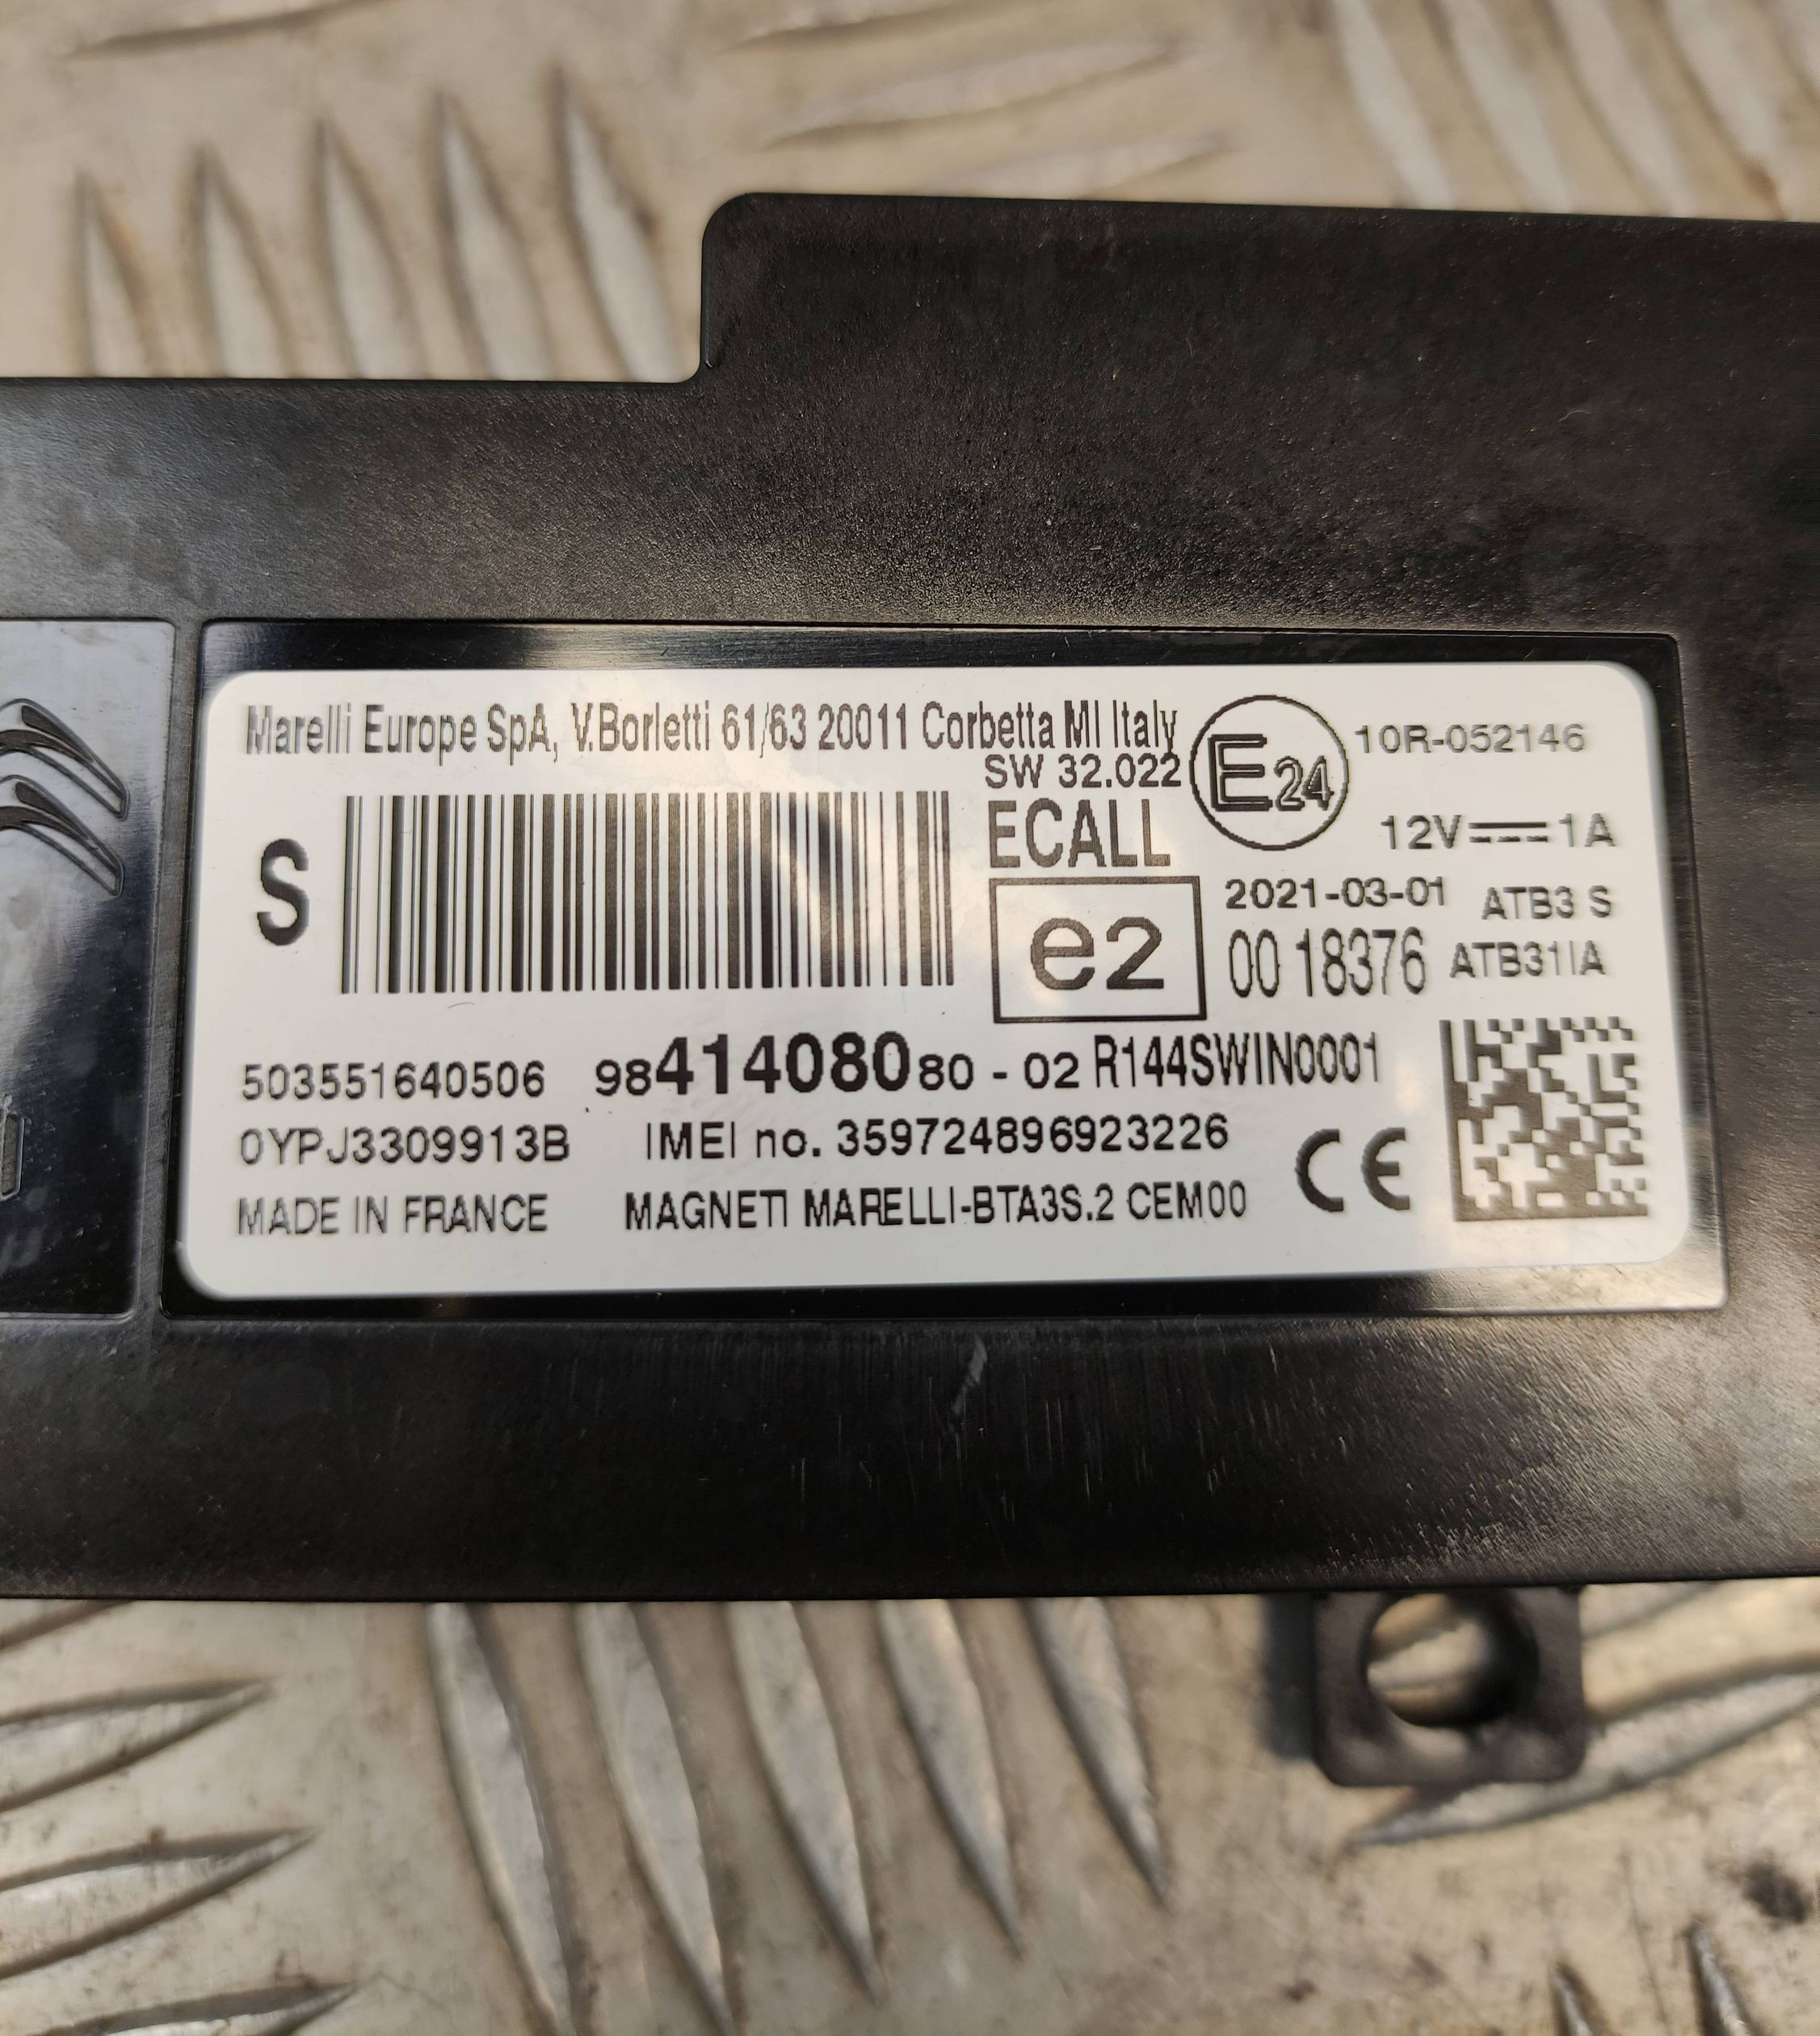 Marelli Europe SpA, V.Borletti 61/63 20011 Corbetta MI Italy
SW 32.022
E24
10R-052146
S
ECALL
12V 1A
e2
2021-03-01 ATB3 S
00 18376 ATB31IA
503551640506 9841408080 - 02 R144SWIN0001
0YPJ3309913B IMEI no. 359724896923226
CE
MADE IN FRANCE MAGNETI MARELLI-BTA3S.2 CEM00